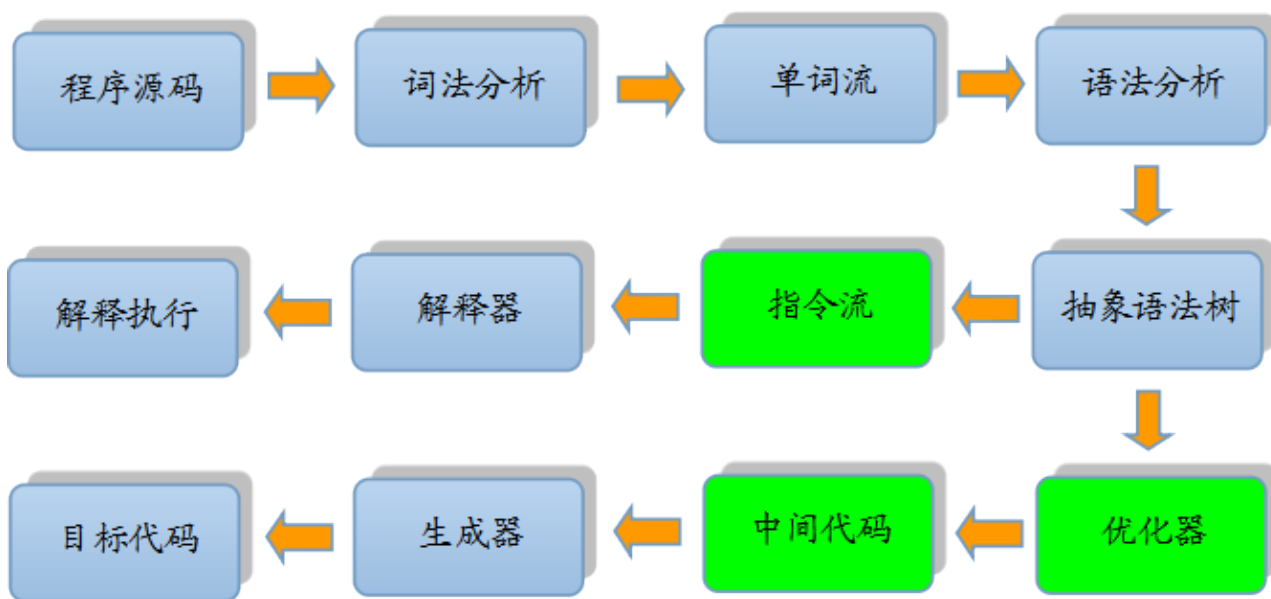 程序源码
词法分析
单词流
语法分析
解释执行
解释器
指令流
抽象语法树
目标代码
生成器
中间代码
优化器